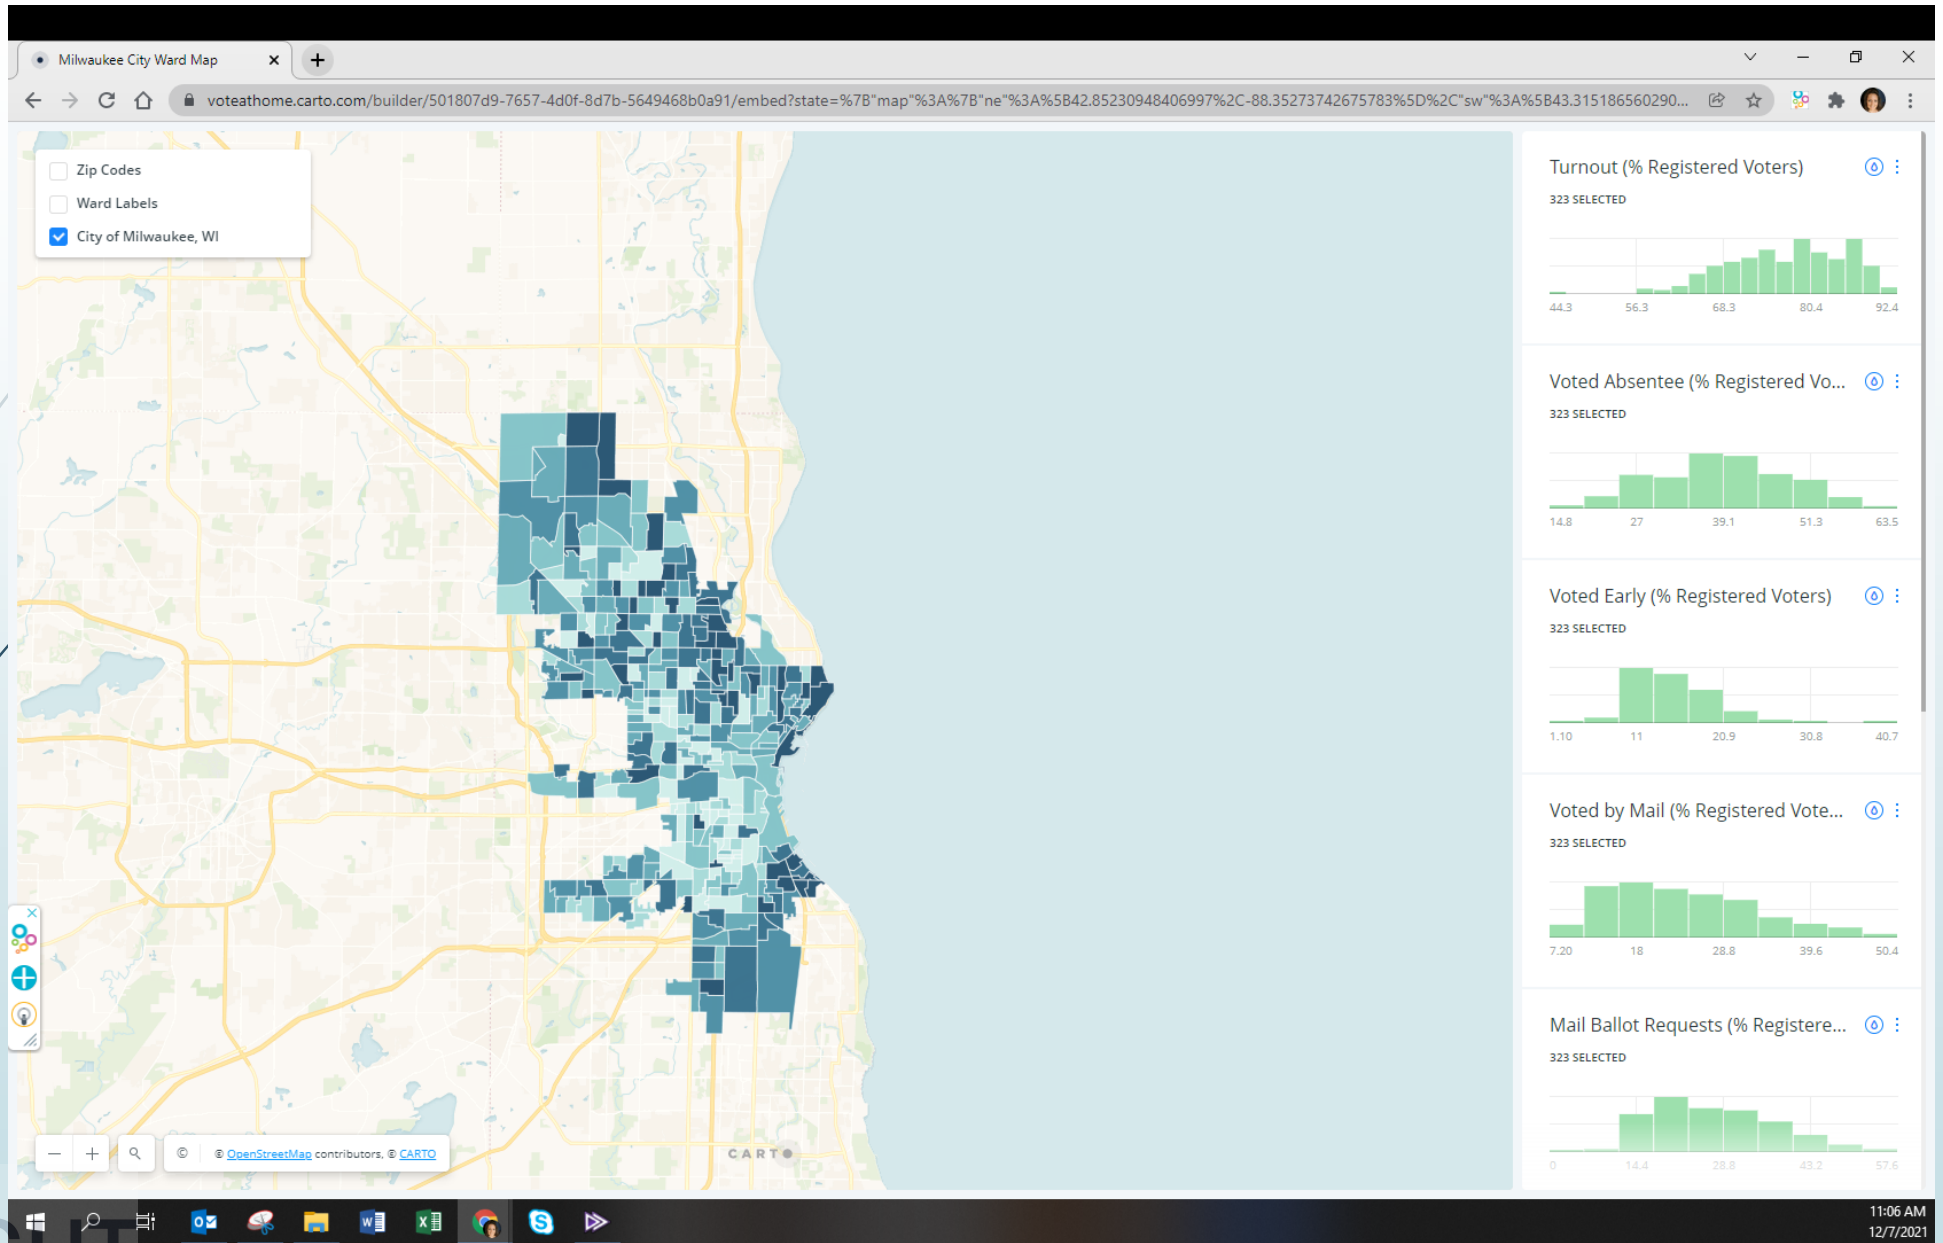 Milwaukee City Ward Map
voteathome.carto.com/builder/501807d9-7657-4d0f-8d7b-5649468b0a91/embed?state=%7B"map"%3A%7B"ne"%3A%5B42.85230948406997%2C-88.35273742675783%5D%2C"sw"%3A%5B43.315186560290...
Zip Codes
Ward Labels
City of Milwaukee, WI
Turnout (% Registered Voters)
323 SELECTED
44.3 56.3 68.3 80.4 92.4
Voted Absentee (% Registered Vo...
323 SELECTED
14.8 27 39.1 51.3 63.5
Voted Early (% Registered Voters)
323 SELECTED
1.10 11 20.9 30.8 40.7
Voted by Mail (% Registered Vote...
323 SELECTED
7.20 18 28.8 39.6 50.4
Mail Ballot Requests (% Registere...
323 SELECTED
0 14.4 28.8 43.2 57.6
© © OpenStreetMap contributors, © CARTO
CARTO
11:06 AM
12/7/2021